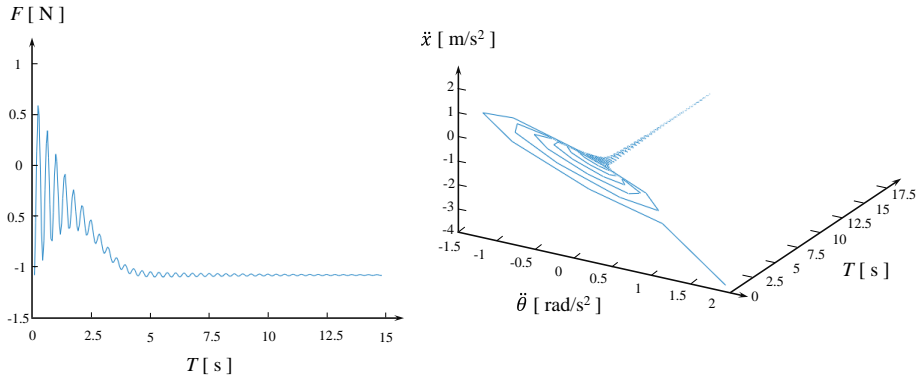 F [ N ]
1
0.5
0
0.5
-1
-1.5
0 2.5 5 7.5 10 12.5 15
T [ s ]
ẍ [ m/s² ]
2
1
0
-1
-2
-3
-4
-1.5 -1 -0.5 0 0.5 1 1.5 2
θ̈ [ rad/s² ]
0 2.5 5 7.5 10 12.5 15 17.5
T [ s ]